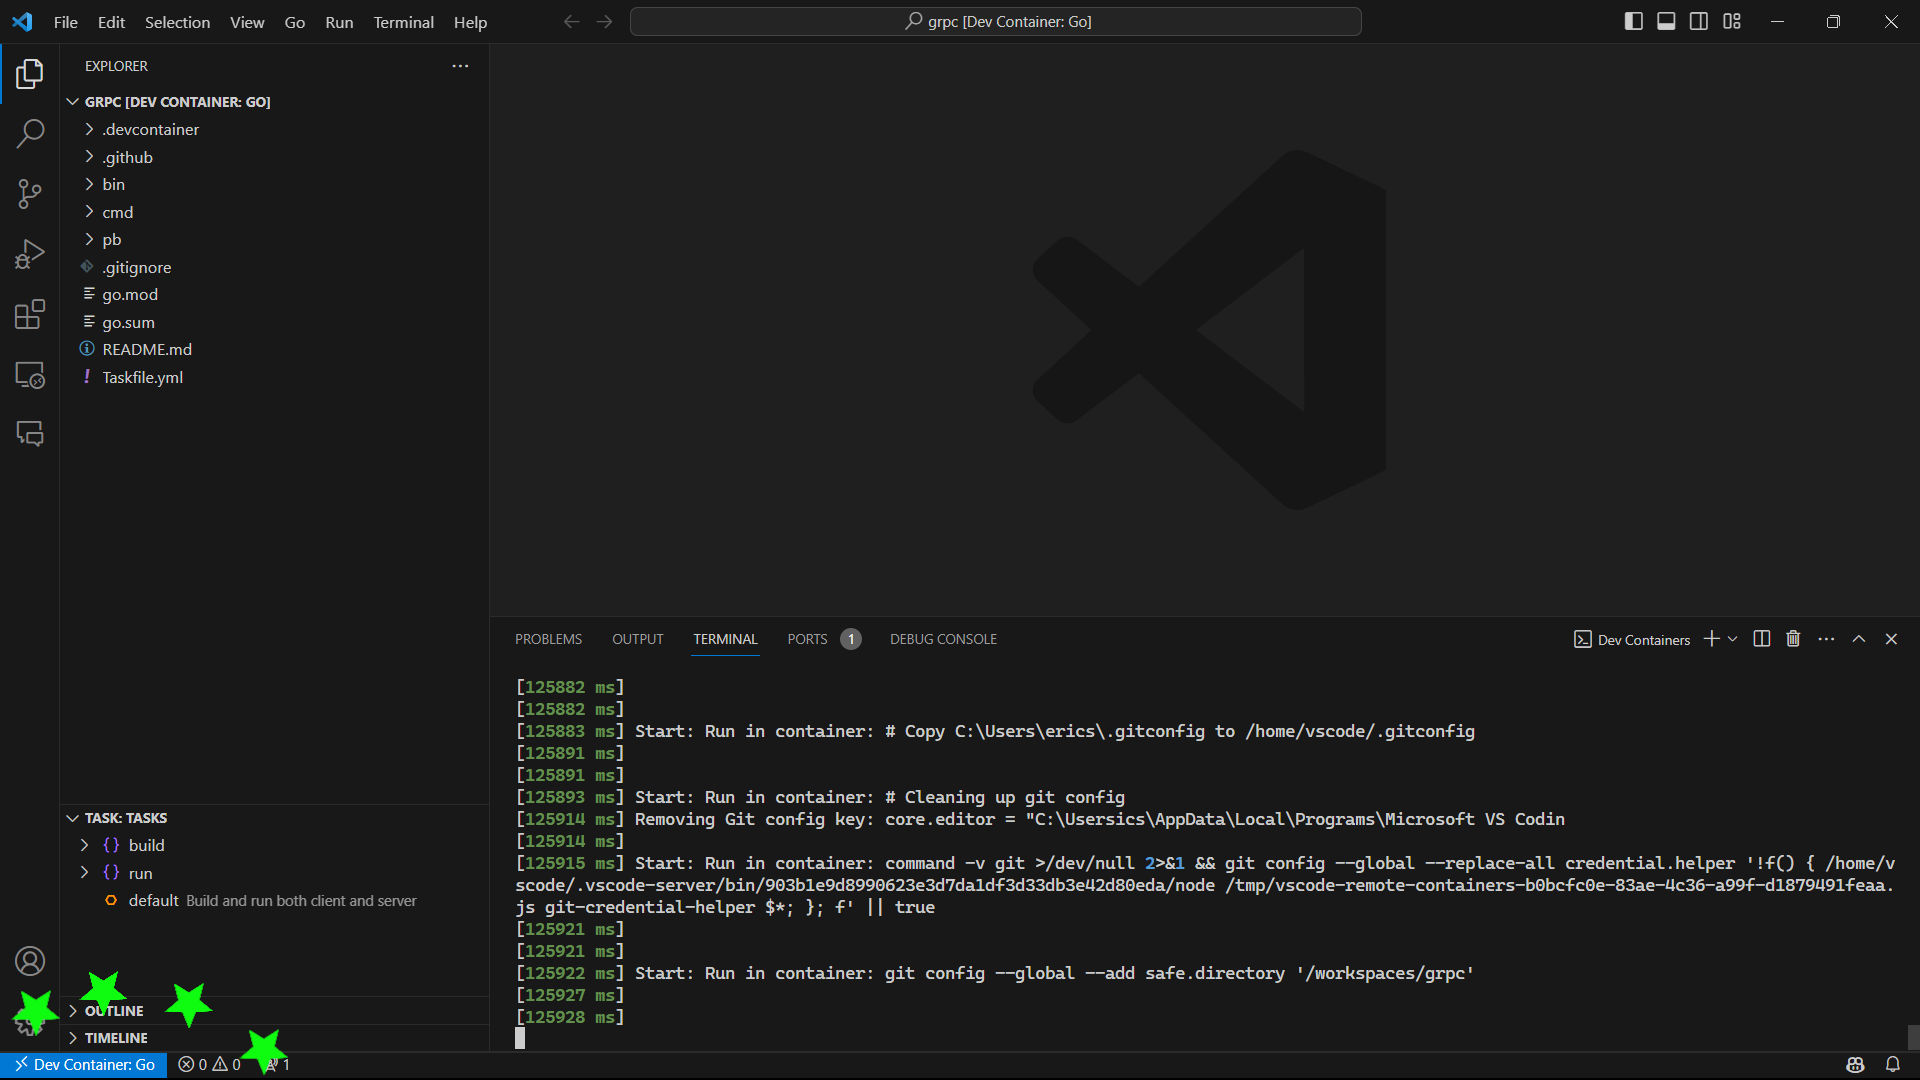 File Edit Selection View Go Run Terminal Help
grpc [Dev Container: Go]
EXPLORER
GRPC [DEV CONTAINER: GO]
.devcontainer
.github
bin
cmd
pb
.gitignore
go.mod
go.sum
README.md
Taskfile.yml
TASK: TASKS
build
run
default Build and run both client and server
OUTLINE
TIMELINE
PROBLEMS OUTPUT TERMINAL PORTS 1 DEBUG CONSOLE
Dev Containers
[125882 ms]
[125882 ms]
[125883 ms] Start: Run in container: # Copy C:\Users\erics\.gitconfig to /home/vscode/.gitconfig
[125891 ms]
[125891 ms]
[125893 ms] Start: Run in container: # Cleaning up git config
[125914 ms] Removing Git config key: core.editor = "C:\Usersics\AppData\Local\Programs\Microsoft VS Codin
[125914 ms]
[125915 ms] Start: Run in container: command -v git >/dev/null 2>&1 && git config --global --replace-all credential.helper '!f() { /home/v
scode/.vscode-server/bin/903b1e9d8990623e3d7da1df3d33db3e42d80eda/node /tmp/vscode-remote-containers-b0bcfc0e-83ae-4c36-a99f-d1879491feaa.
js git-credential-helper $*; }; f' || true
[125921 ms]
[125921 ms]
[125922 ms] Start: Run in container: git config --global --add safe.directory '/workspaces/grpc'
[125927 ms]
[125928 ms]
Dev Container: Go 0 0 1